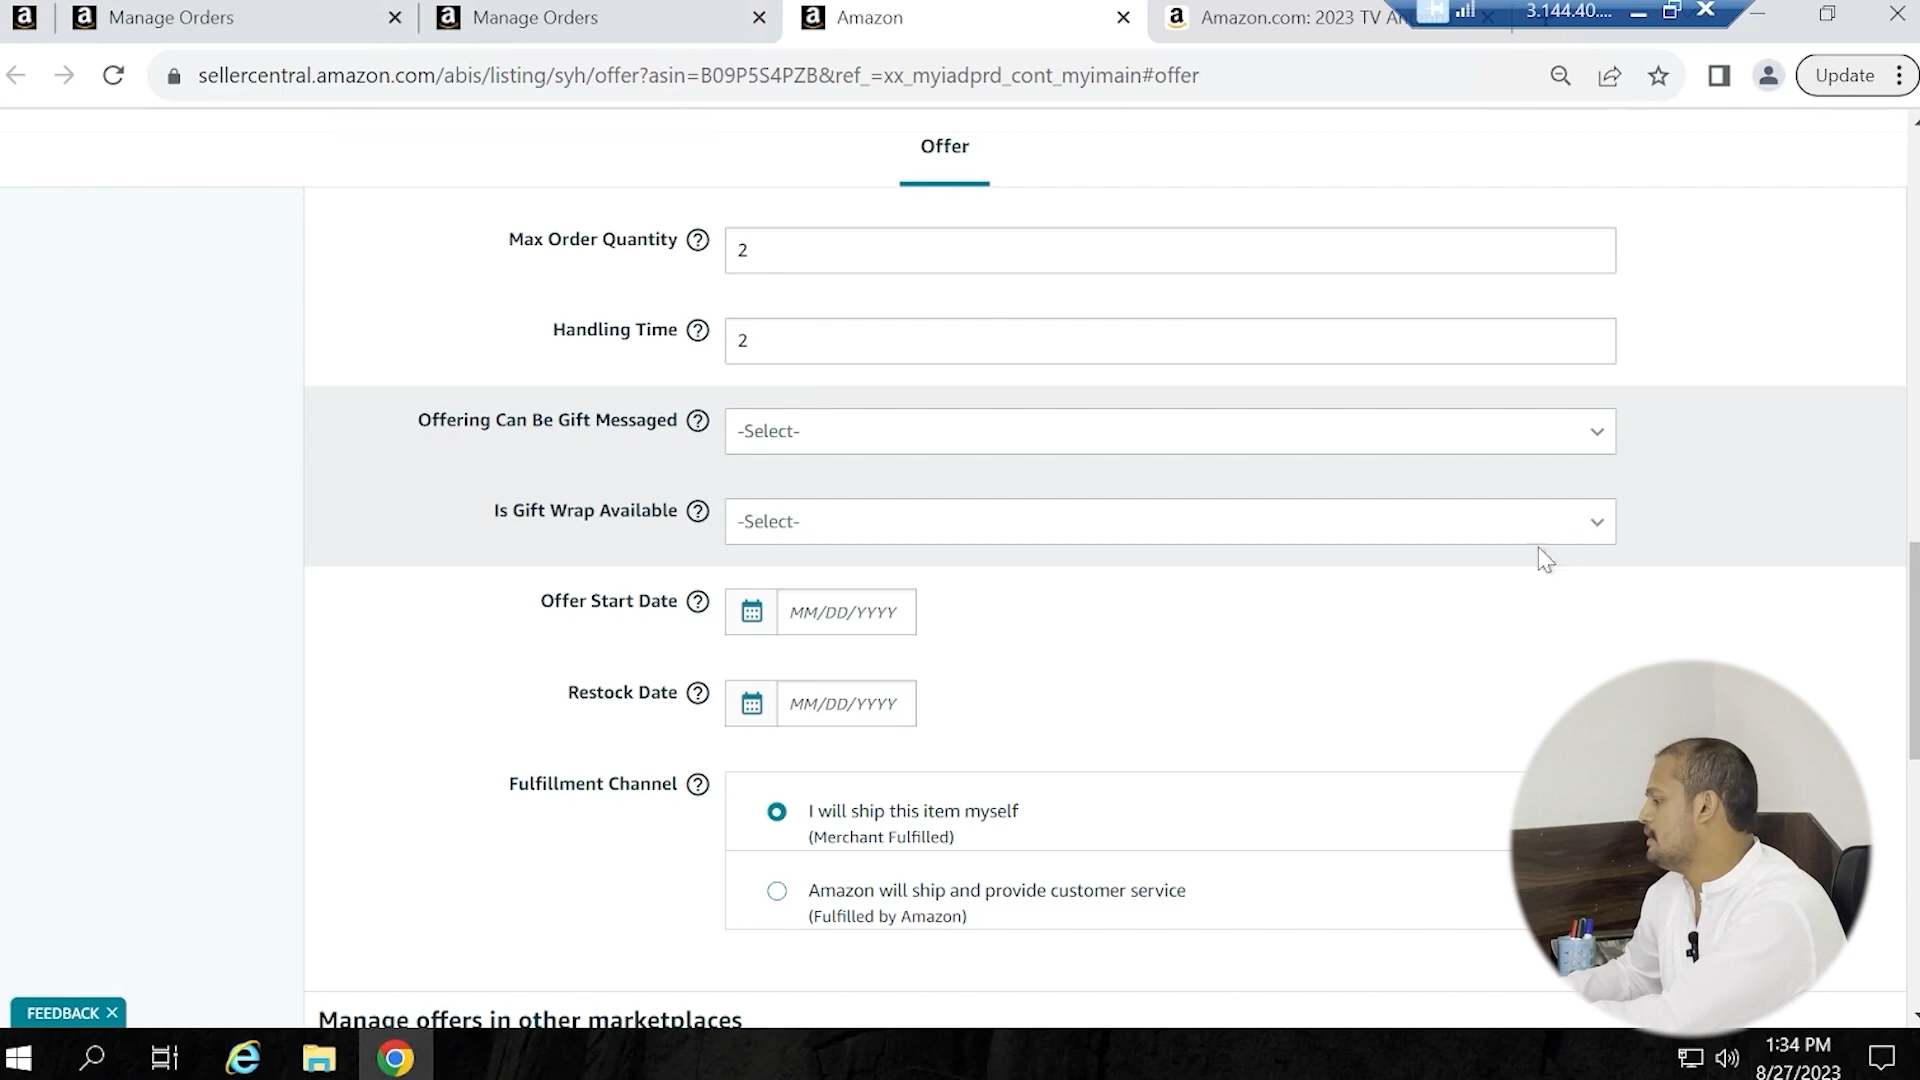 Manage Orders
Manage Orders
Amazon
Amazon.com: 2023 TV
3.144.40....
sellercentral.amazon.com/abis/listing/syh/offer?asin=B09P5S4PZB&ref_=xx_myiadprd_cont_myimain#offer
Update
Offer
Max Order Quantity ?
2
Handling Time ?
2
Offering Can Be Gift Messaged ?
-Select-
Is Gift Wrap Available ?
-Select-
Offer Start Date ?
MM/DD/YYYY
Restock Date ?
MM/DD/YYYY
Fulfillment Channel ?
I will ship this item myself
(Merchant Fulfilled)
Amazon will ship and provide customer service
(Fulfilled by Amazon)
FEEDBACK
Manage offers in other marketplaces
1:34 PM
8/27/2023